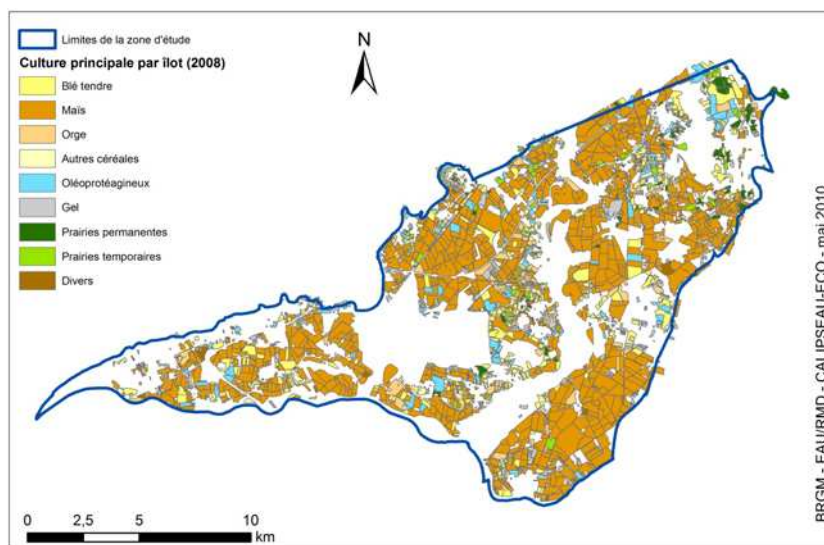 Limites de la zone d'étude
Culture principale par îlot (2008)
Blé tendre
Maïs
Orge
Autres céréales
Oléoprotéagineux
Gel
Prairies permanentes
Prairies temporaires
Divers
N
0 2,5 5 10
km
BRGM - EAU/RMD - CALIPSEAU-ECO - mai 2010